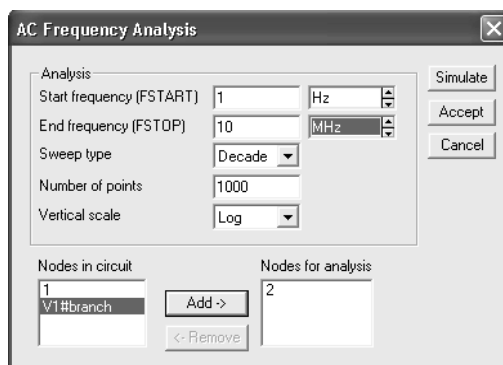 AC Frequency Analysis
Analysis
Start frequency (FSTART) 1 Hz
End frequency (FSTOP) 10 MHz
Sweep type Decade
Number of points 1000
Vertical scale Log
Simulate
Accept
Cancel
Nodes in circuit
1
V1#branch
Add ->
<- Remove
Nodes for analysis
2